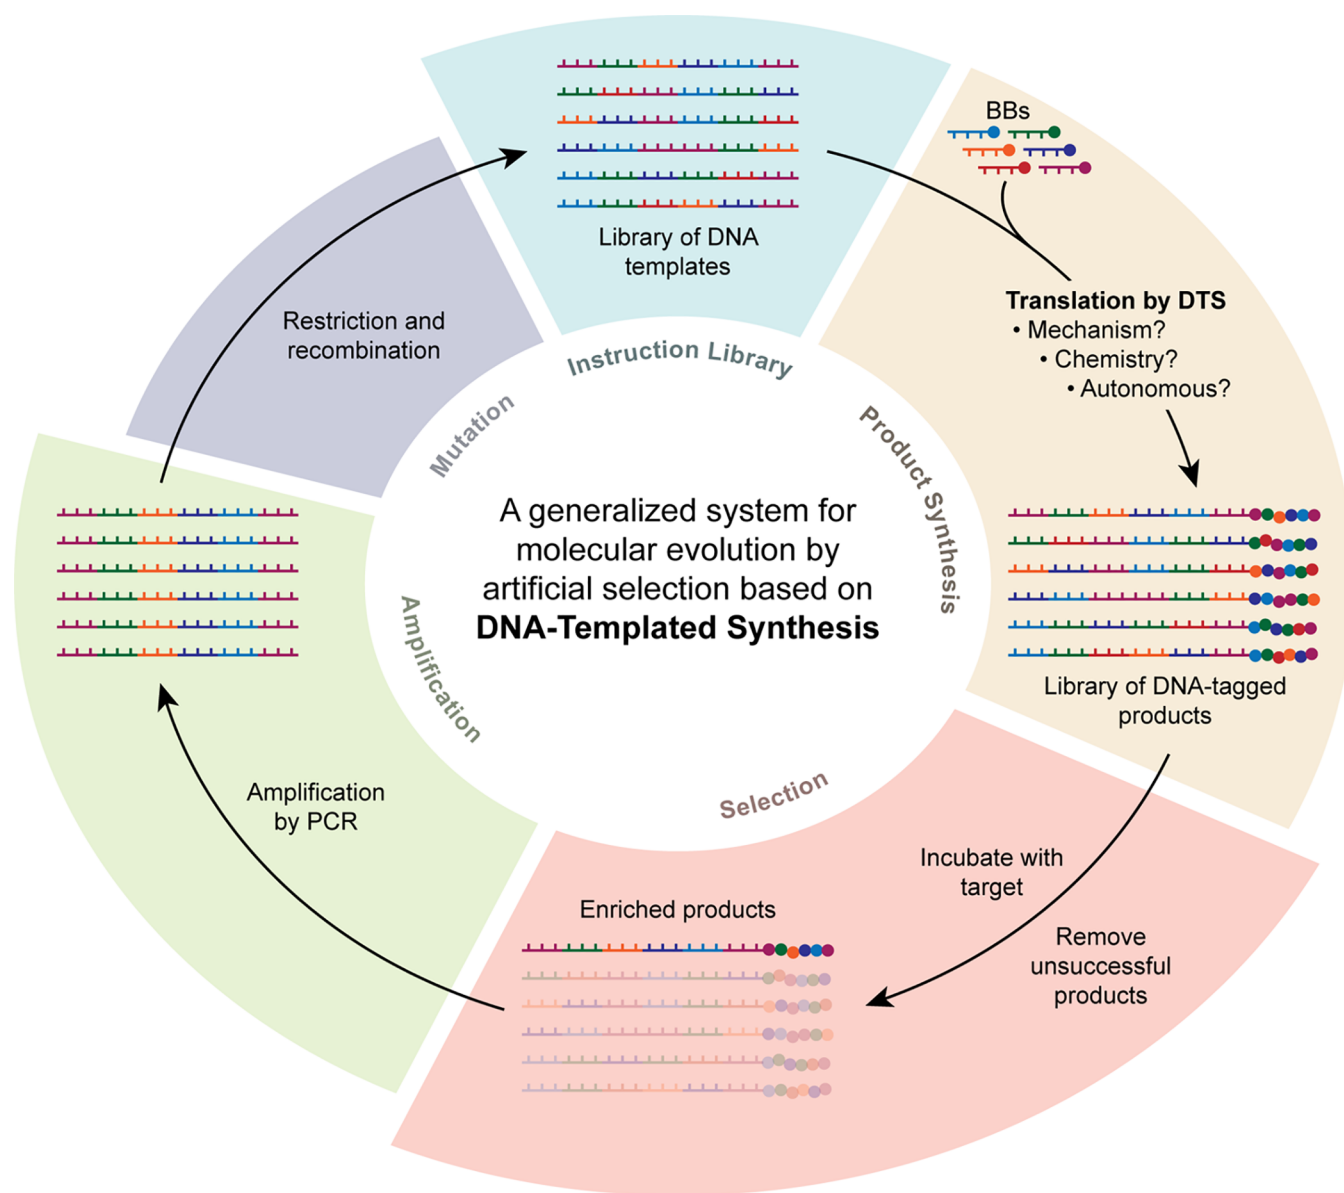 Library of DNA
templates
Instruction Library
BBs
Translation by DTS
• Mechanism?
• Chemistry?
• Autonomous?
Product Synthesis
Library of DNA-tagged
products
Incubate with
target
Remove
unsuccessful
products
Selection
Enriched products
Amplification
by PCR
Amplification
Restriction and
recombination
Mutation
A generalized system for
molecular evolution by
artificial selection based on
DNA-Templated Synthesis